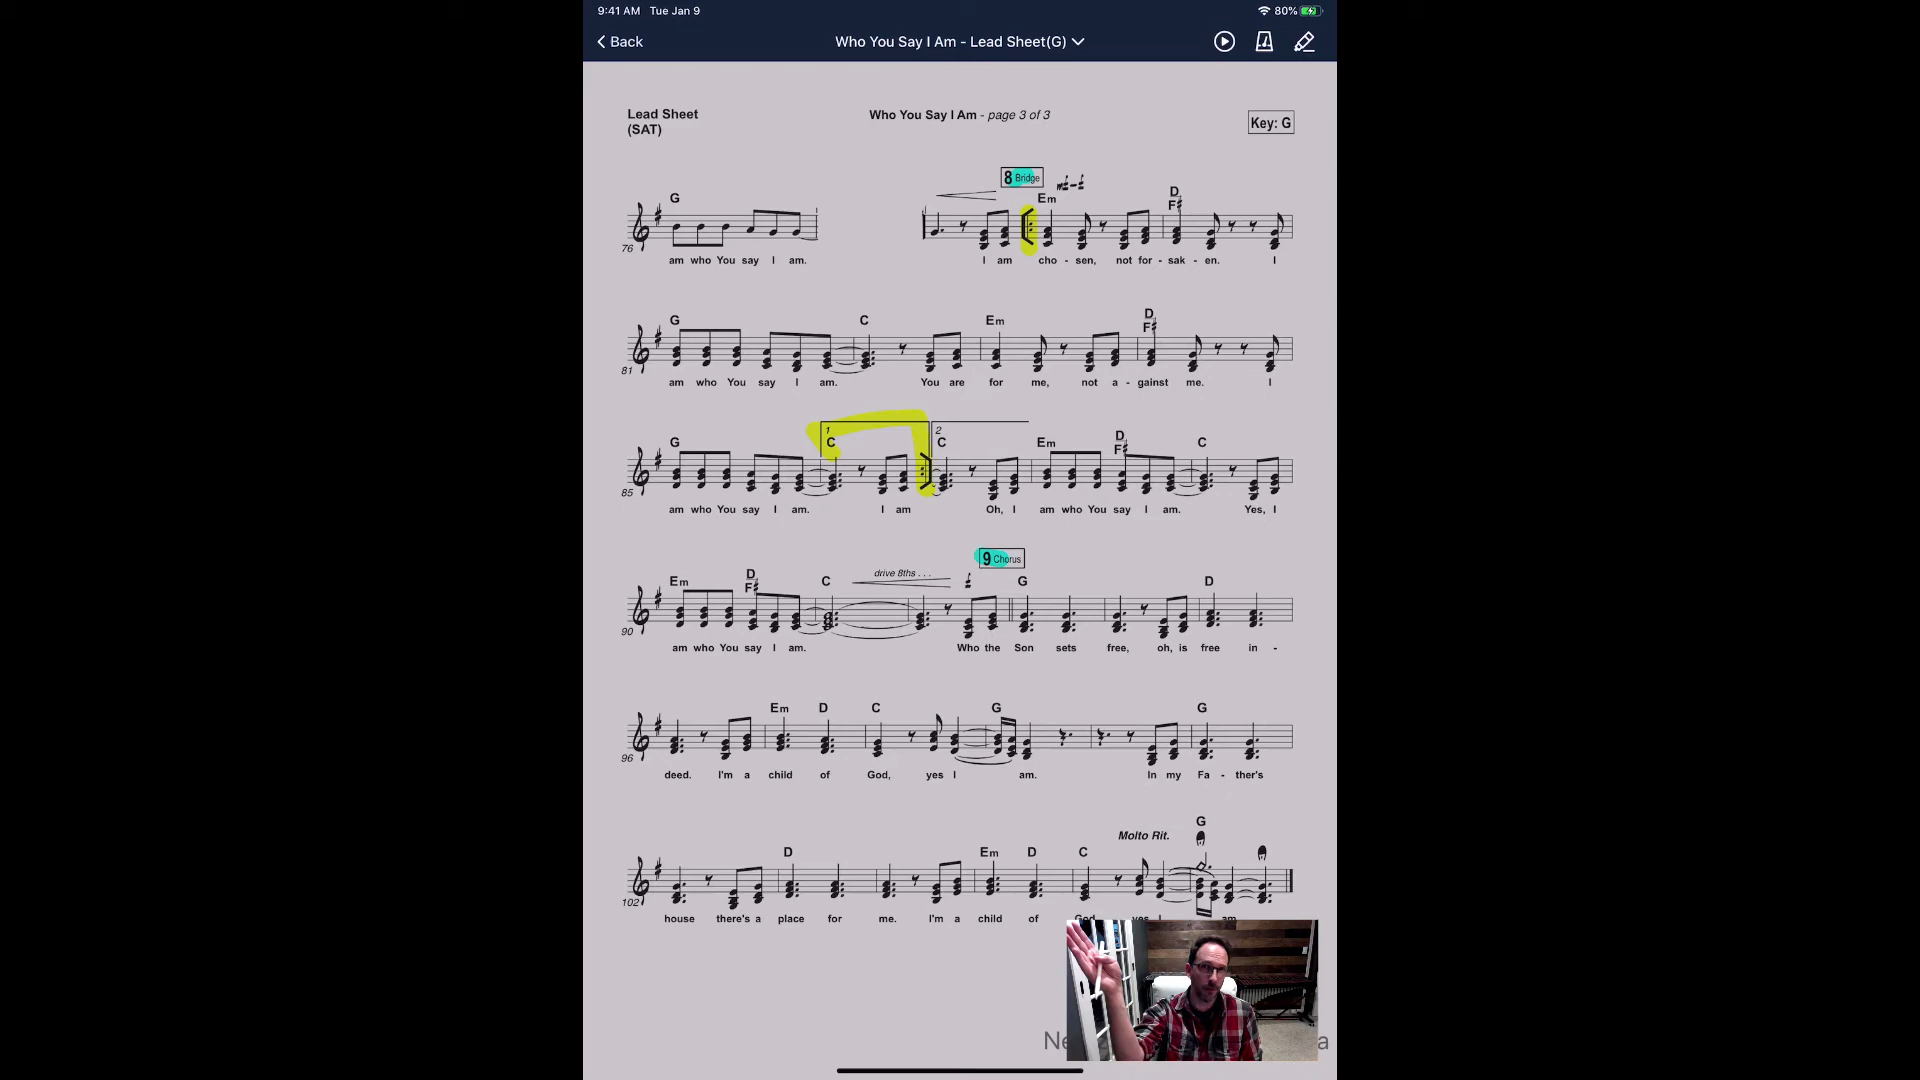 9:41 AM Tue Jan 9 80%
Back Who You Say I Am - Lead Sheet(G)
Lead Sheet
(SAT)
Who You Say I Am - page 3 of 3
Key: G
8 Bridge
G Em D
F♯
76
am who You say I am. I am cho - sen, not for - sak - en. I
G C Em D
F♯
81
am who You say I am. You are for me, not a - gainst me. I
1 2
G C C Em D C
F♯
85
am who You say I am. I am Oh, I am who You say I am. Yes, I
9 Chorus
drive 8ths . . .
Em D C G D
F♯
90
am who You say I am. Who the Son sets free, oh, is free in -
Em D C G G
96
deed. I'm a child of God, yes I am. In my Fa - ther's
G
Molto Rit.
D Em D C
102
house there's a place for me. I'm a child of God, yes I am.